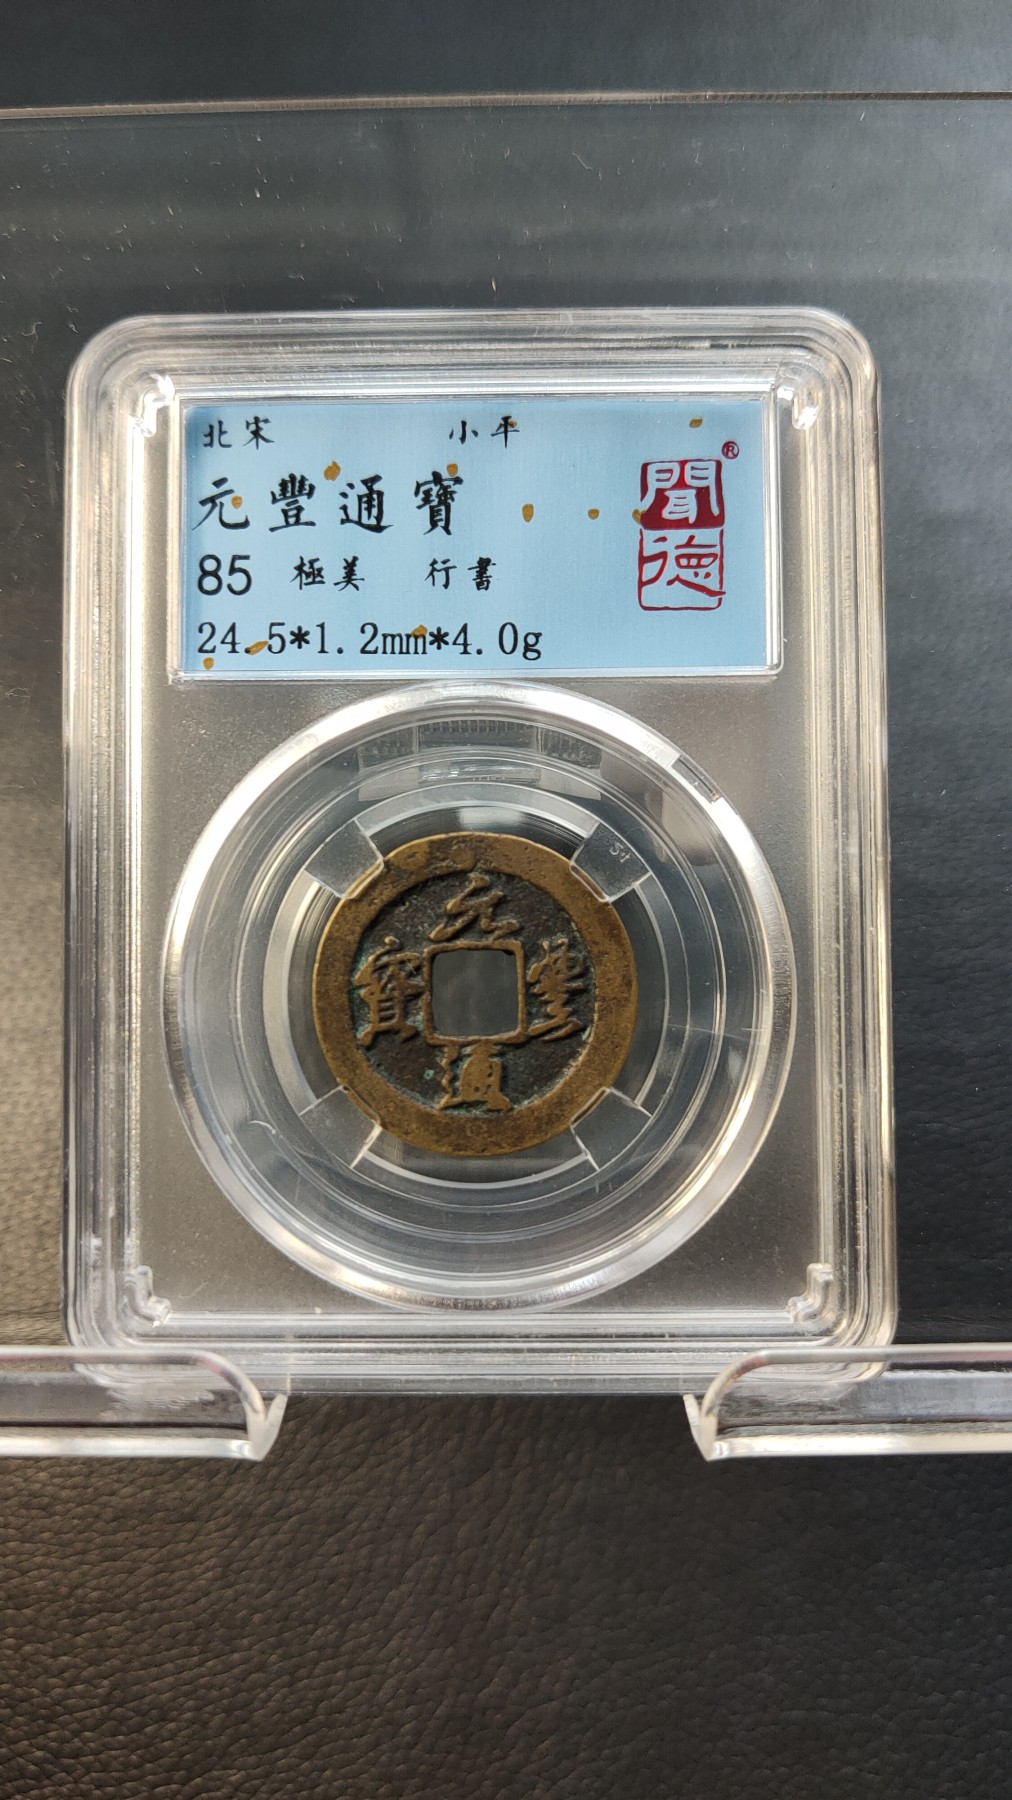 北宋 小平
元豐通寶
85 極美 行書
24.5*1.2mm*4.0g
聞德®
元豐通寶